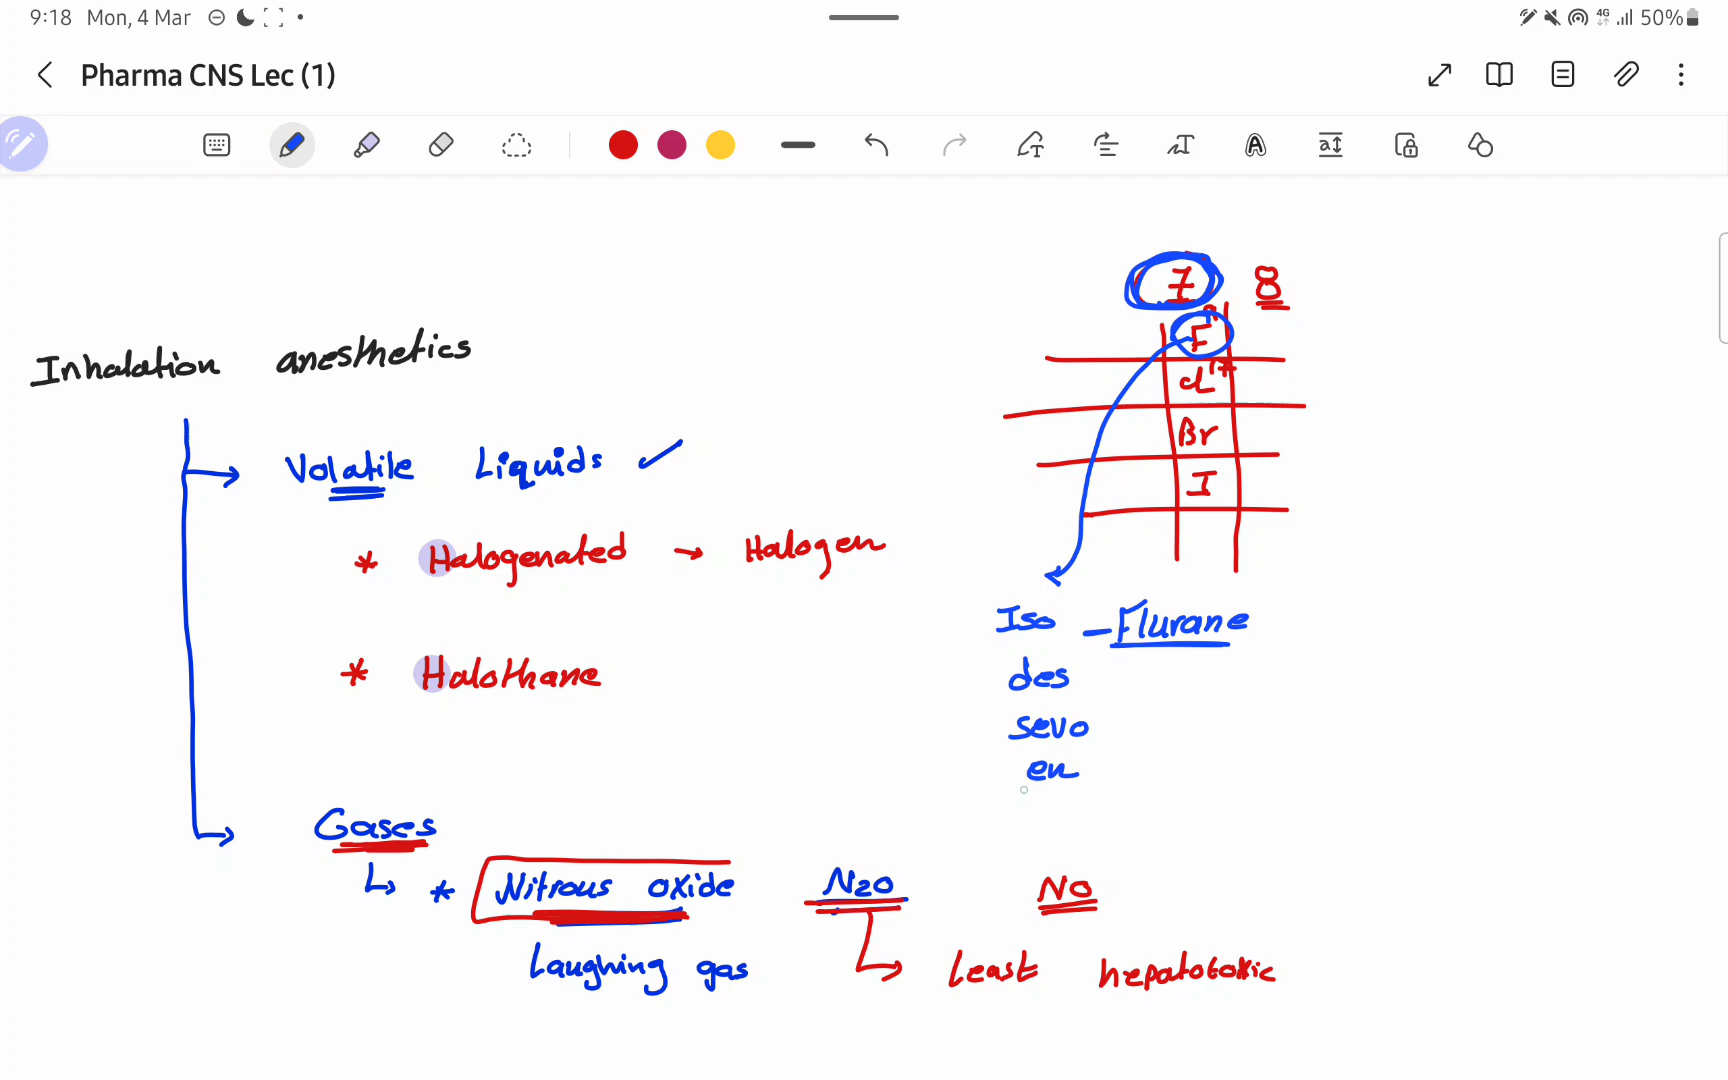 9:18 Mon, 4 Mar
4G 50%
Pharma CNS Lec (1)
7 8
F
Inhalation anesthetics
cl
Br
Volatile Liquids
I
* Halogenated → Halogen
Iso - Flurane
* Halothane
des
sevo
en
Gases
* Nitrous oxide N2O NO
Laughing gas
Least hepatotoxic